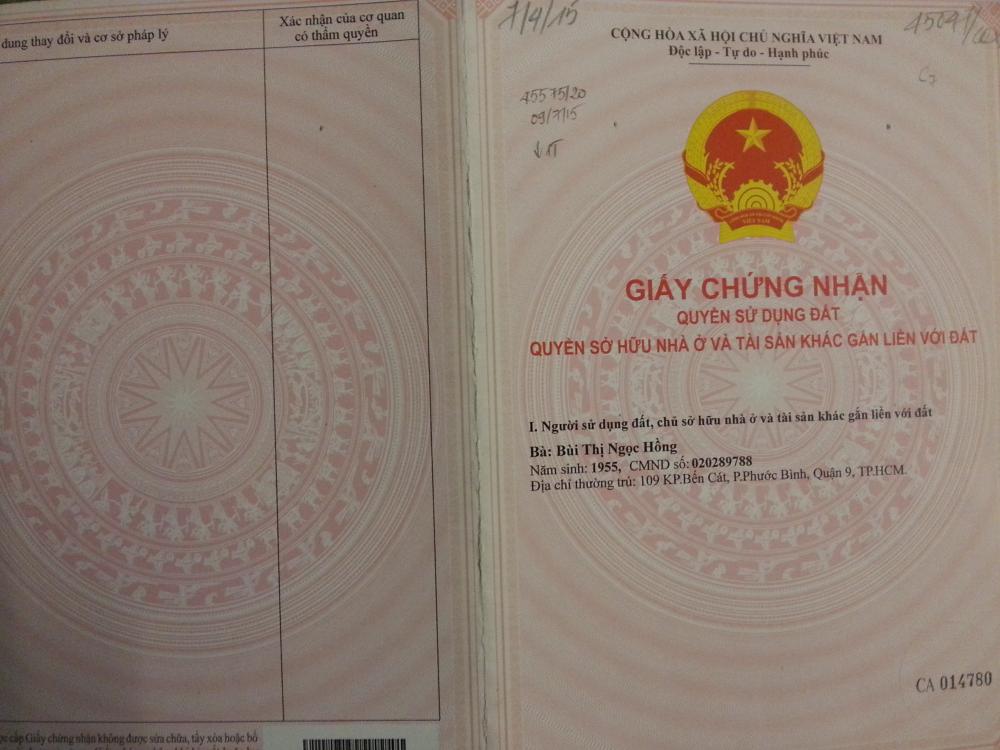 dung thay đổi và cơ sở pháp lý
Xác nhận của cơ quan
có thẩm quyền
ợc cấp Giấy chứng nhận không được sửa chữa, tẩy xóa hoặc bổ
7/4/15
CỘNG HÒA XÃ HỘI CHỦ NGHĨA VIỆT NAM
Độc lập - Tự do - Hạnh phúc
45575/20
09/7/15
VIỆT NAM
GIẤY CHỨNG NHẬN
QUYỀN SỬ DỤNG ĐẤT
QUYỀN SỞ HỮU NHÀ Ở VÀ TÀI SẢN KHÁC GẮN LIỀN VỚI ĐẤT
I. Người sử dụng đất, chủ sở hữu nhà ở và tài sản khác gắn liền với đất
Bà: Bùi Thị Ngọc Hồng
Năm sinh: 1955, CMND số: 020289788
Địa chỉ thường trú: 109 KP.Bến Cát, P.Phước Bình, Quận 9, TP.HCM.
CA 014780